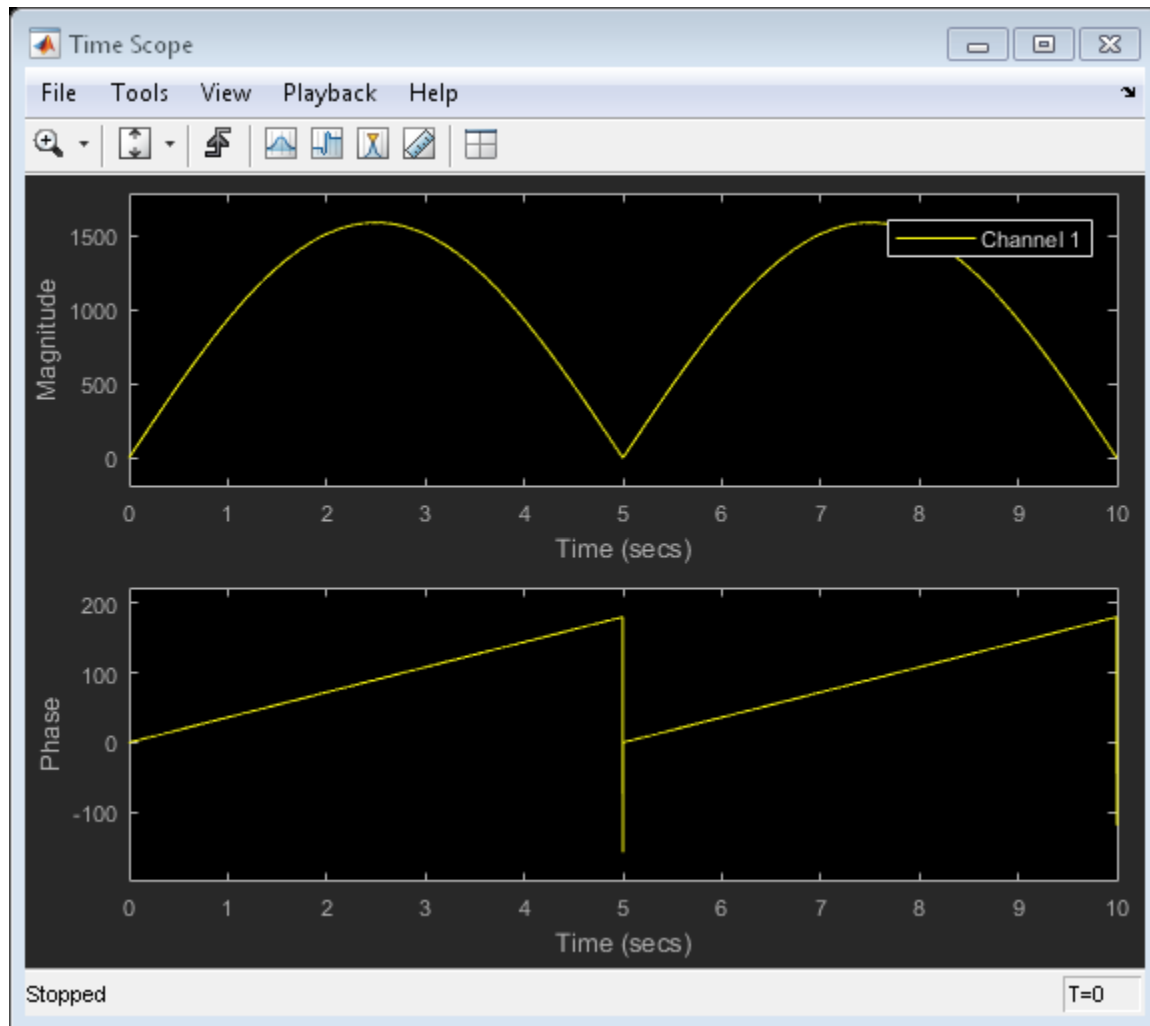 Time Scope
File Tools View Playback Help
Channel 1
1500
1000
500
0
Magnitude
0 1 2 3 4 5 6 7 8 9 10
Time (secs)
200
100
0
-100
Phase
0 1 2 3 4 5 6 7 8 9 10
Time (secs)
Stopped T=0